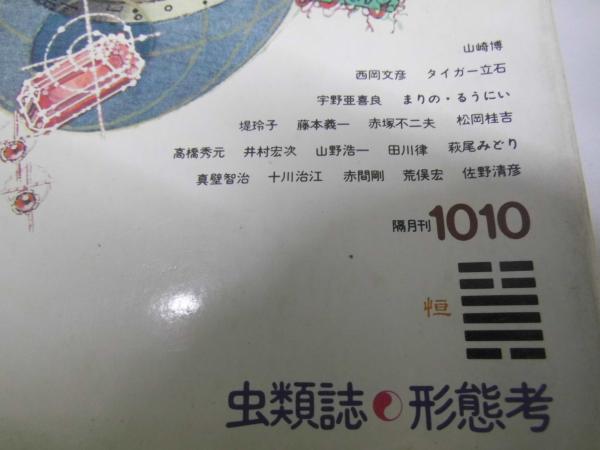 山崎博
西岡文彦 タイガー立石
宇野亜喜良 まりの・るうにい
堤玲子 藤本義一 赤塚不二夫 松岡桂吉
高橋秀元 井村宏次 山野浩一 田川律 萩尾みどり
真壁智治 十川治江 赤間剛 荒俣宏 佐野清彦
隔月刊1010
恒
虫類誌 形態考